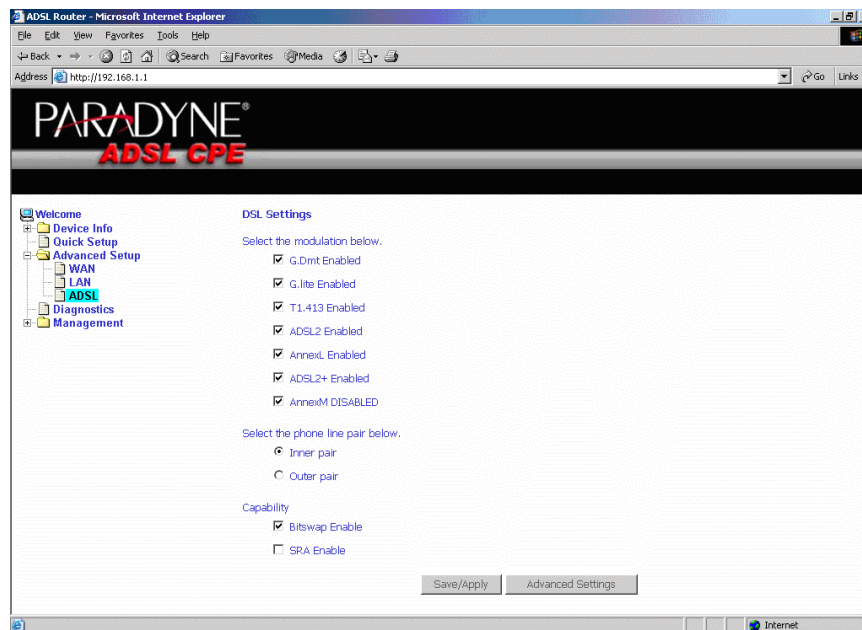 ADSL Router - Microsoft Internet Explorer
File Edit View Favorites Tools Help
Back Search Favorites Media
Address http://192.168.1.1 Go Links
PARADYNE®
ADSL CPE
Welcome
Device Info
Quick Setup
Advanced Setup
WAN
LAN
ADSL
Diagnostics
Management
DSL Settings
Select the modulation below.
G.Dmt Enabled
G.lite Enabled
T1.413 Enabled
ADSL2 Enabled
AnnexL Enabled
ADSL2+ Enabled
AnnexM DISABLED
Select the phone line pair below.
Inner pair
Outer pair
Capability
Bitswap Enable
SRA Enable
Save/Apply Advanced Settings
Internet